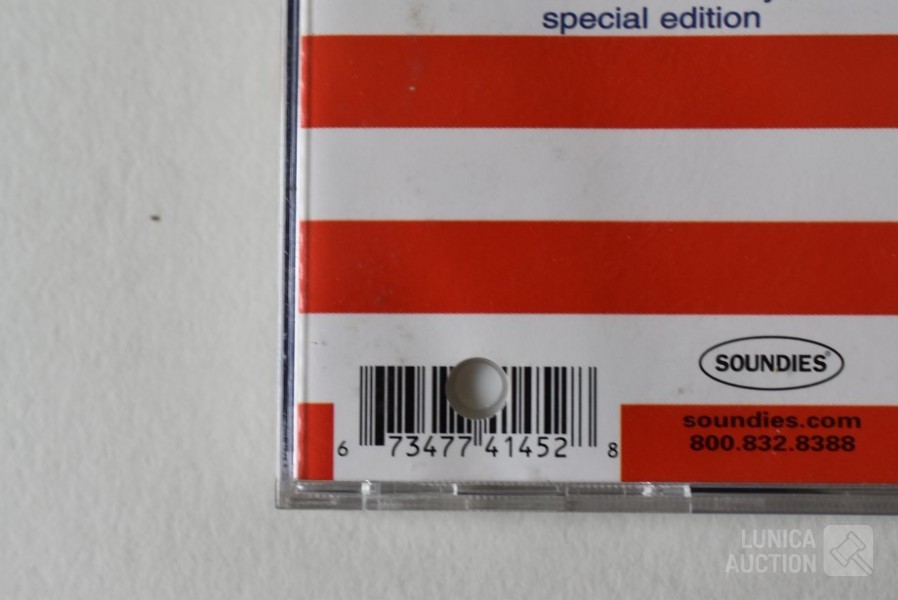 special edition
SOUNDIES®
soundies.com
800.832.8388
6 73477 41452 8
LUNICA
AUCTION